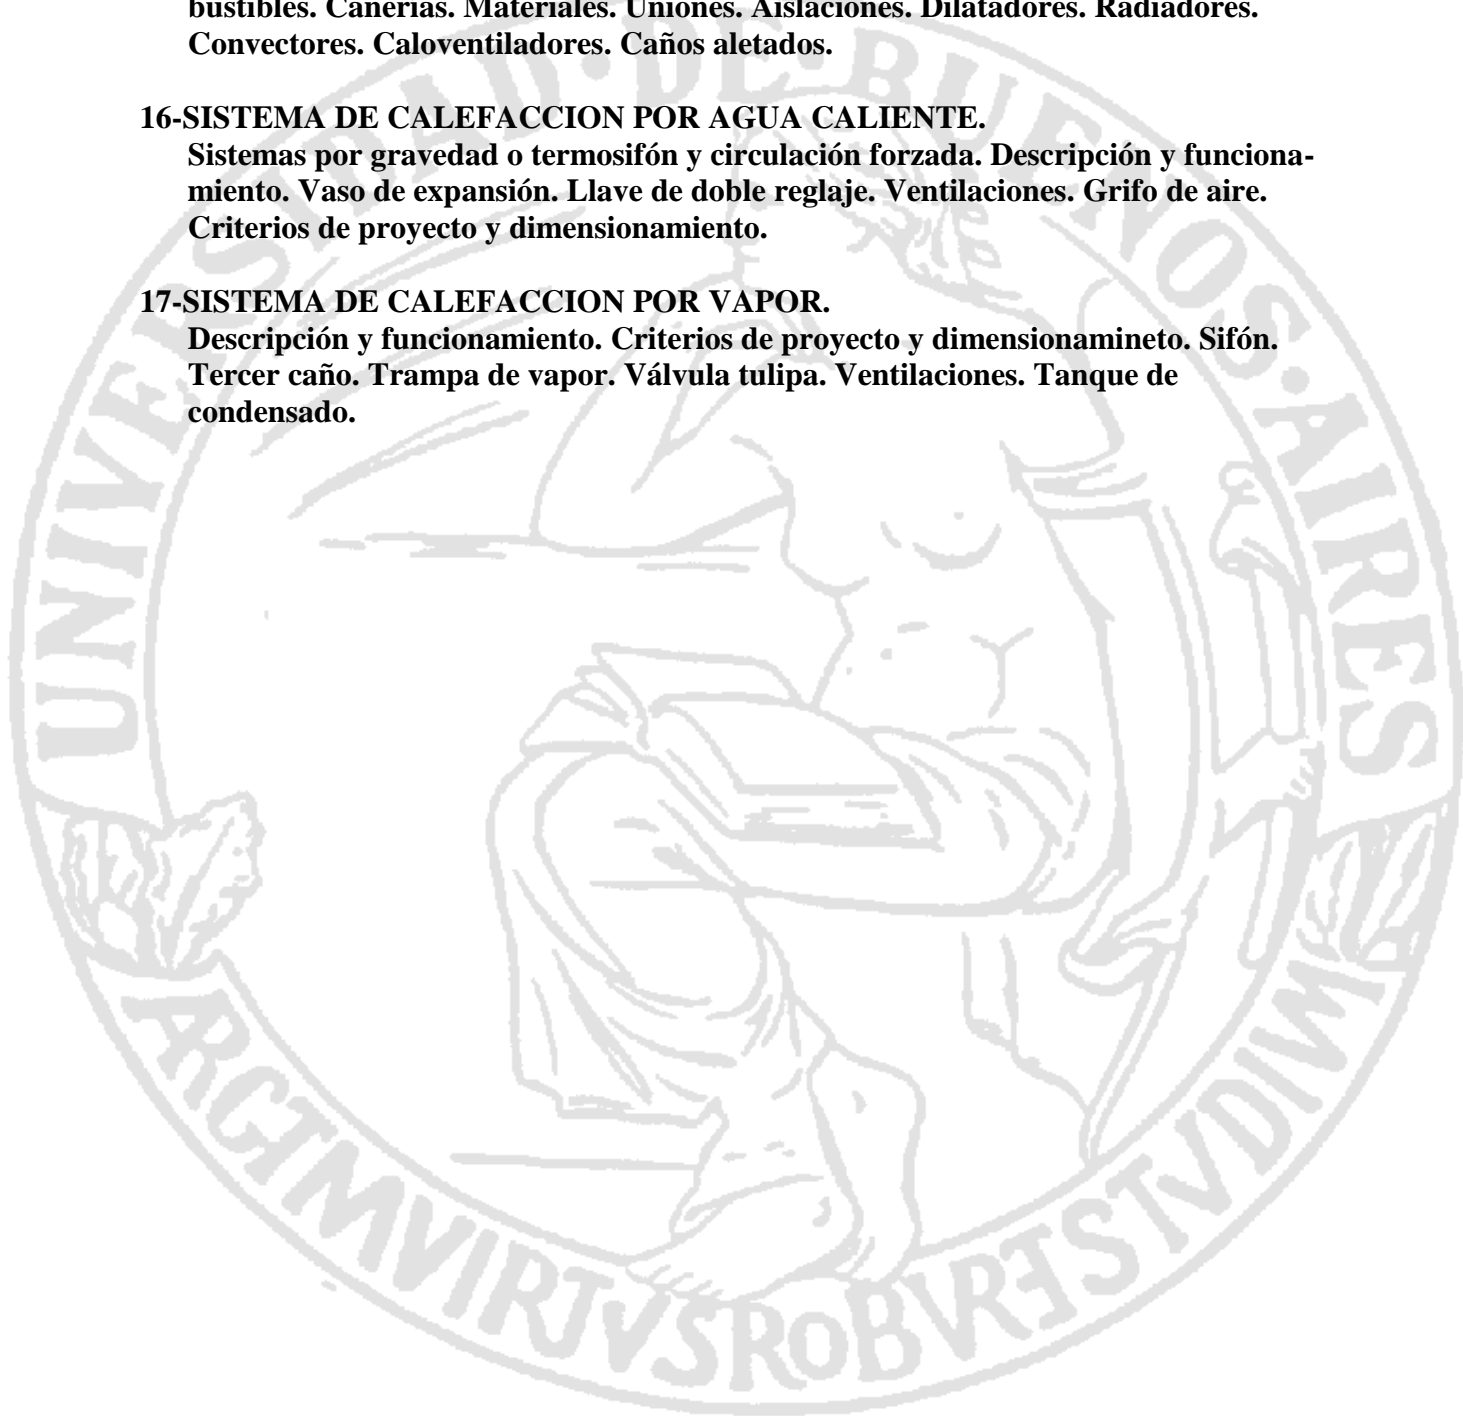 bustibles. Cañerías. Materiales. Uniones. Aislaciones. Dilatadores. Radiadores.
Convectores. Caloventiladores. Caños aletados.
16-SISTEMA DE CALEFACCION POR AGUA CALIENTE.
Sistemas por gravedad o termosifón y circulación forzada. Descripción y funciona-
miento. Vaso de expansión. Llave de doble reglaje. Ventilaciones. Grifo de aire.
Criterios de proyecto y dimensionamiento.
17-SISTEMA DE CALEFACCION POR VAPOR.
Descripción y funcionamiento. Criterios de proyecto y dimensionamineto. Sifón.
Tercer caño. Trampa de vapor. Válvula tulipa. Ventilaciones. Tanque de
condensado.
UNIVERSIDAD•DE•BUENOS•AIRES
ARGTMVIRTVSROBVRETSTVDIVM